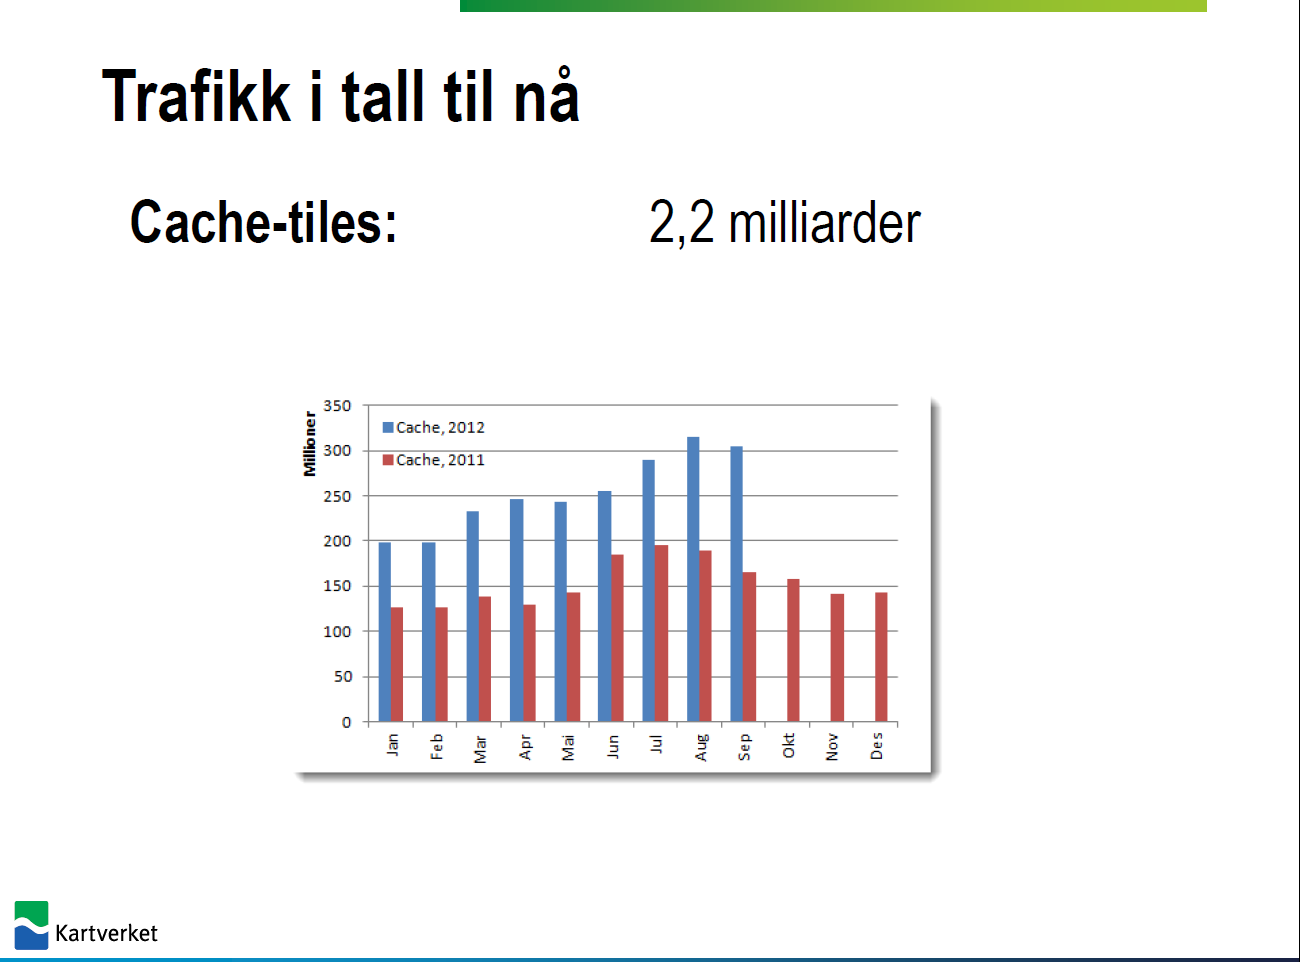 Trafikk i tall til nå
Cache-tiles: 2,2 milliarder
Millioner
350
300
250
200
150
100
50
0
Cache, 2012
Cache, 2011
Jan Feb Mar Apr Mai Jun Jul Aug Sep Okt Nov Des
Kartverket